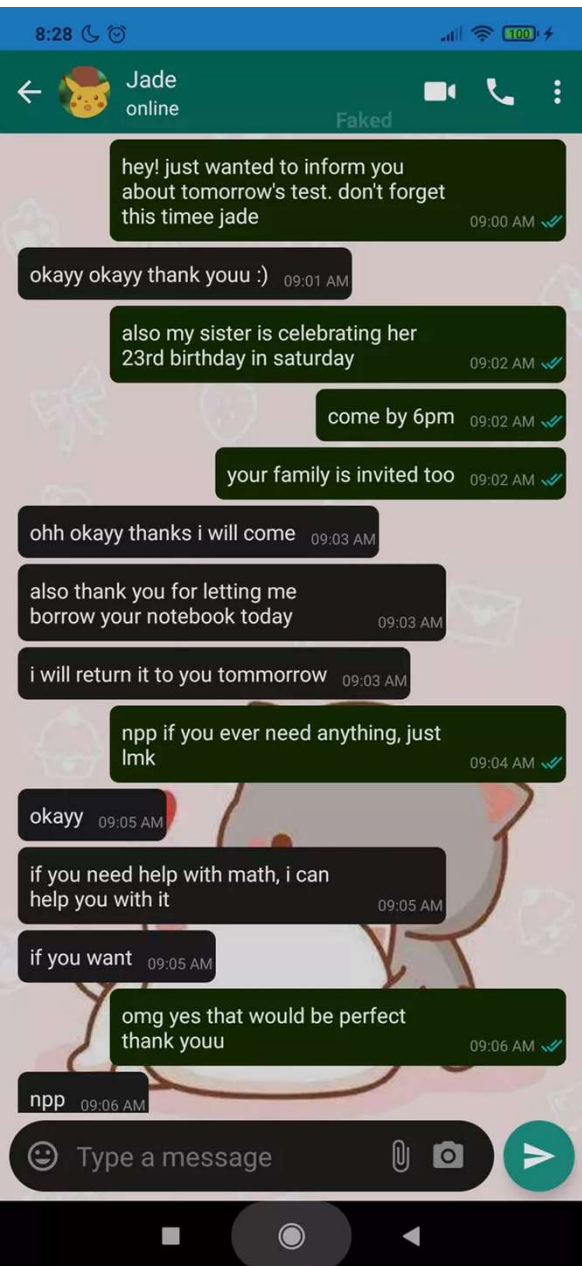 8:28
100
Jade
online
Faked
hey! just wanted to inform you
about tomorrow's test. don't forget
this timee jade
09:00 AM
okayy okayy thank youu :) 09:01 AM
also my sister is celebrating her
23rd birthday in saturday
09:02 AM
come by 6pm 09:02 AM
your family is invited too 09:02 AM
ohh okayy thanks i will come 09:03 AM
also thank you for letting me
borrow your notebook today
09:03 AM
i will return it to you tommorrow 09:03 AM
npp if you ever need anything, just
lmk
09:04 AM
okayy 09:05 AM
if you need help with math, i can
help you with it
09:05 AM
if you want 09:05 AM
omg yes that would be perfect
thank youu
09:06 AM
npp 09:06 AM
Type a message